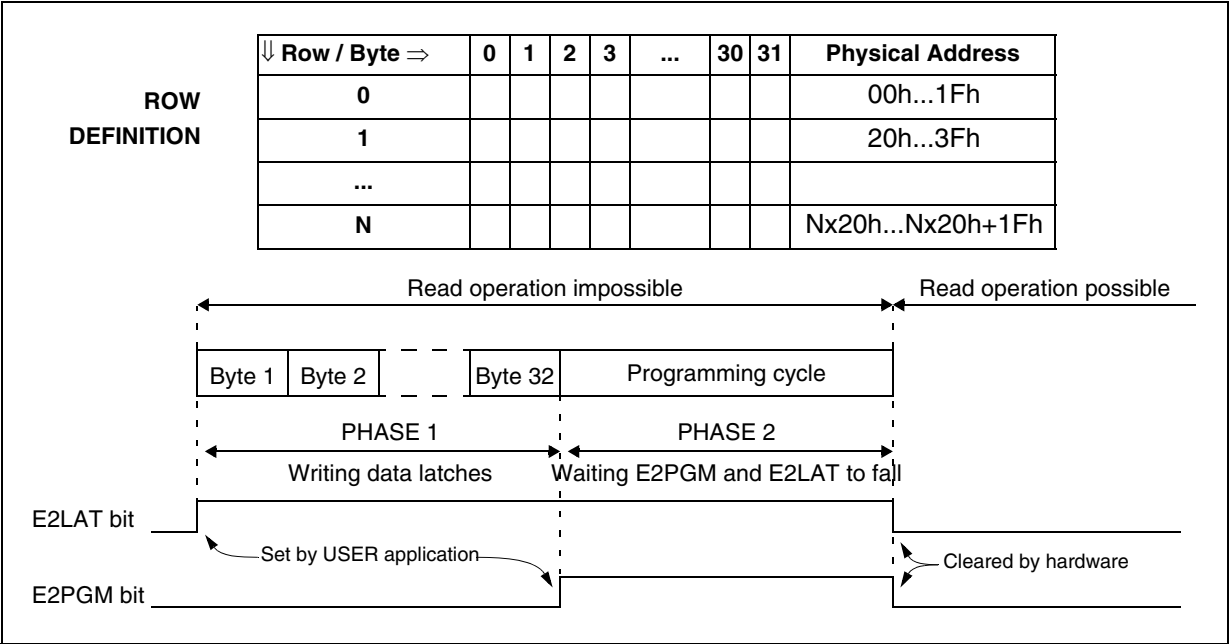 ⇓ Row / Byte ⇒ 0 1 2 3 ... 30 31 Physical Address
ROW
DEFINITION
0 00h...1Fh
1 20h...3Fh
...
N Nx20h...Nx20h+1Fh
Read operation impossible
Read operation possible
Byte 1 Byte 2 Byte 32 Programming cycle
PHASE 1 PHASE 2
Writing data latches Waiting E2PGM and E2LAT to fall
E2LAT bit
Set by USER application
Cleared by hardware
E2PGM bit